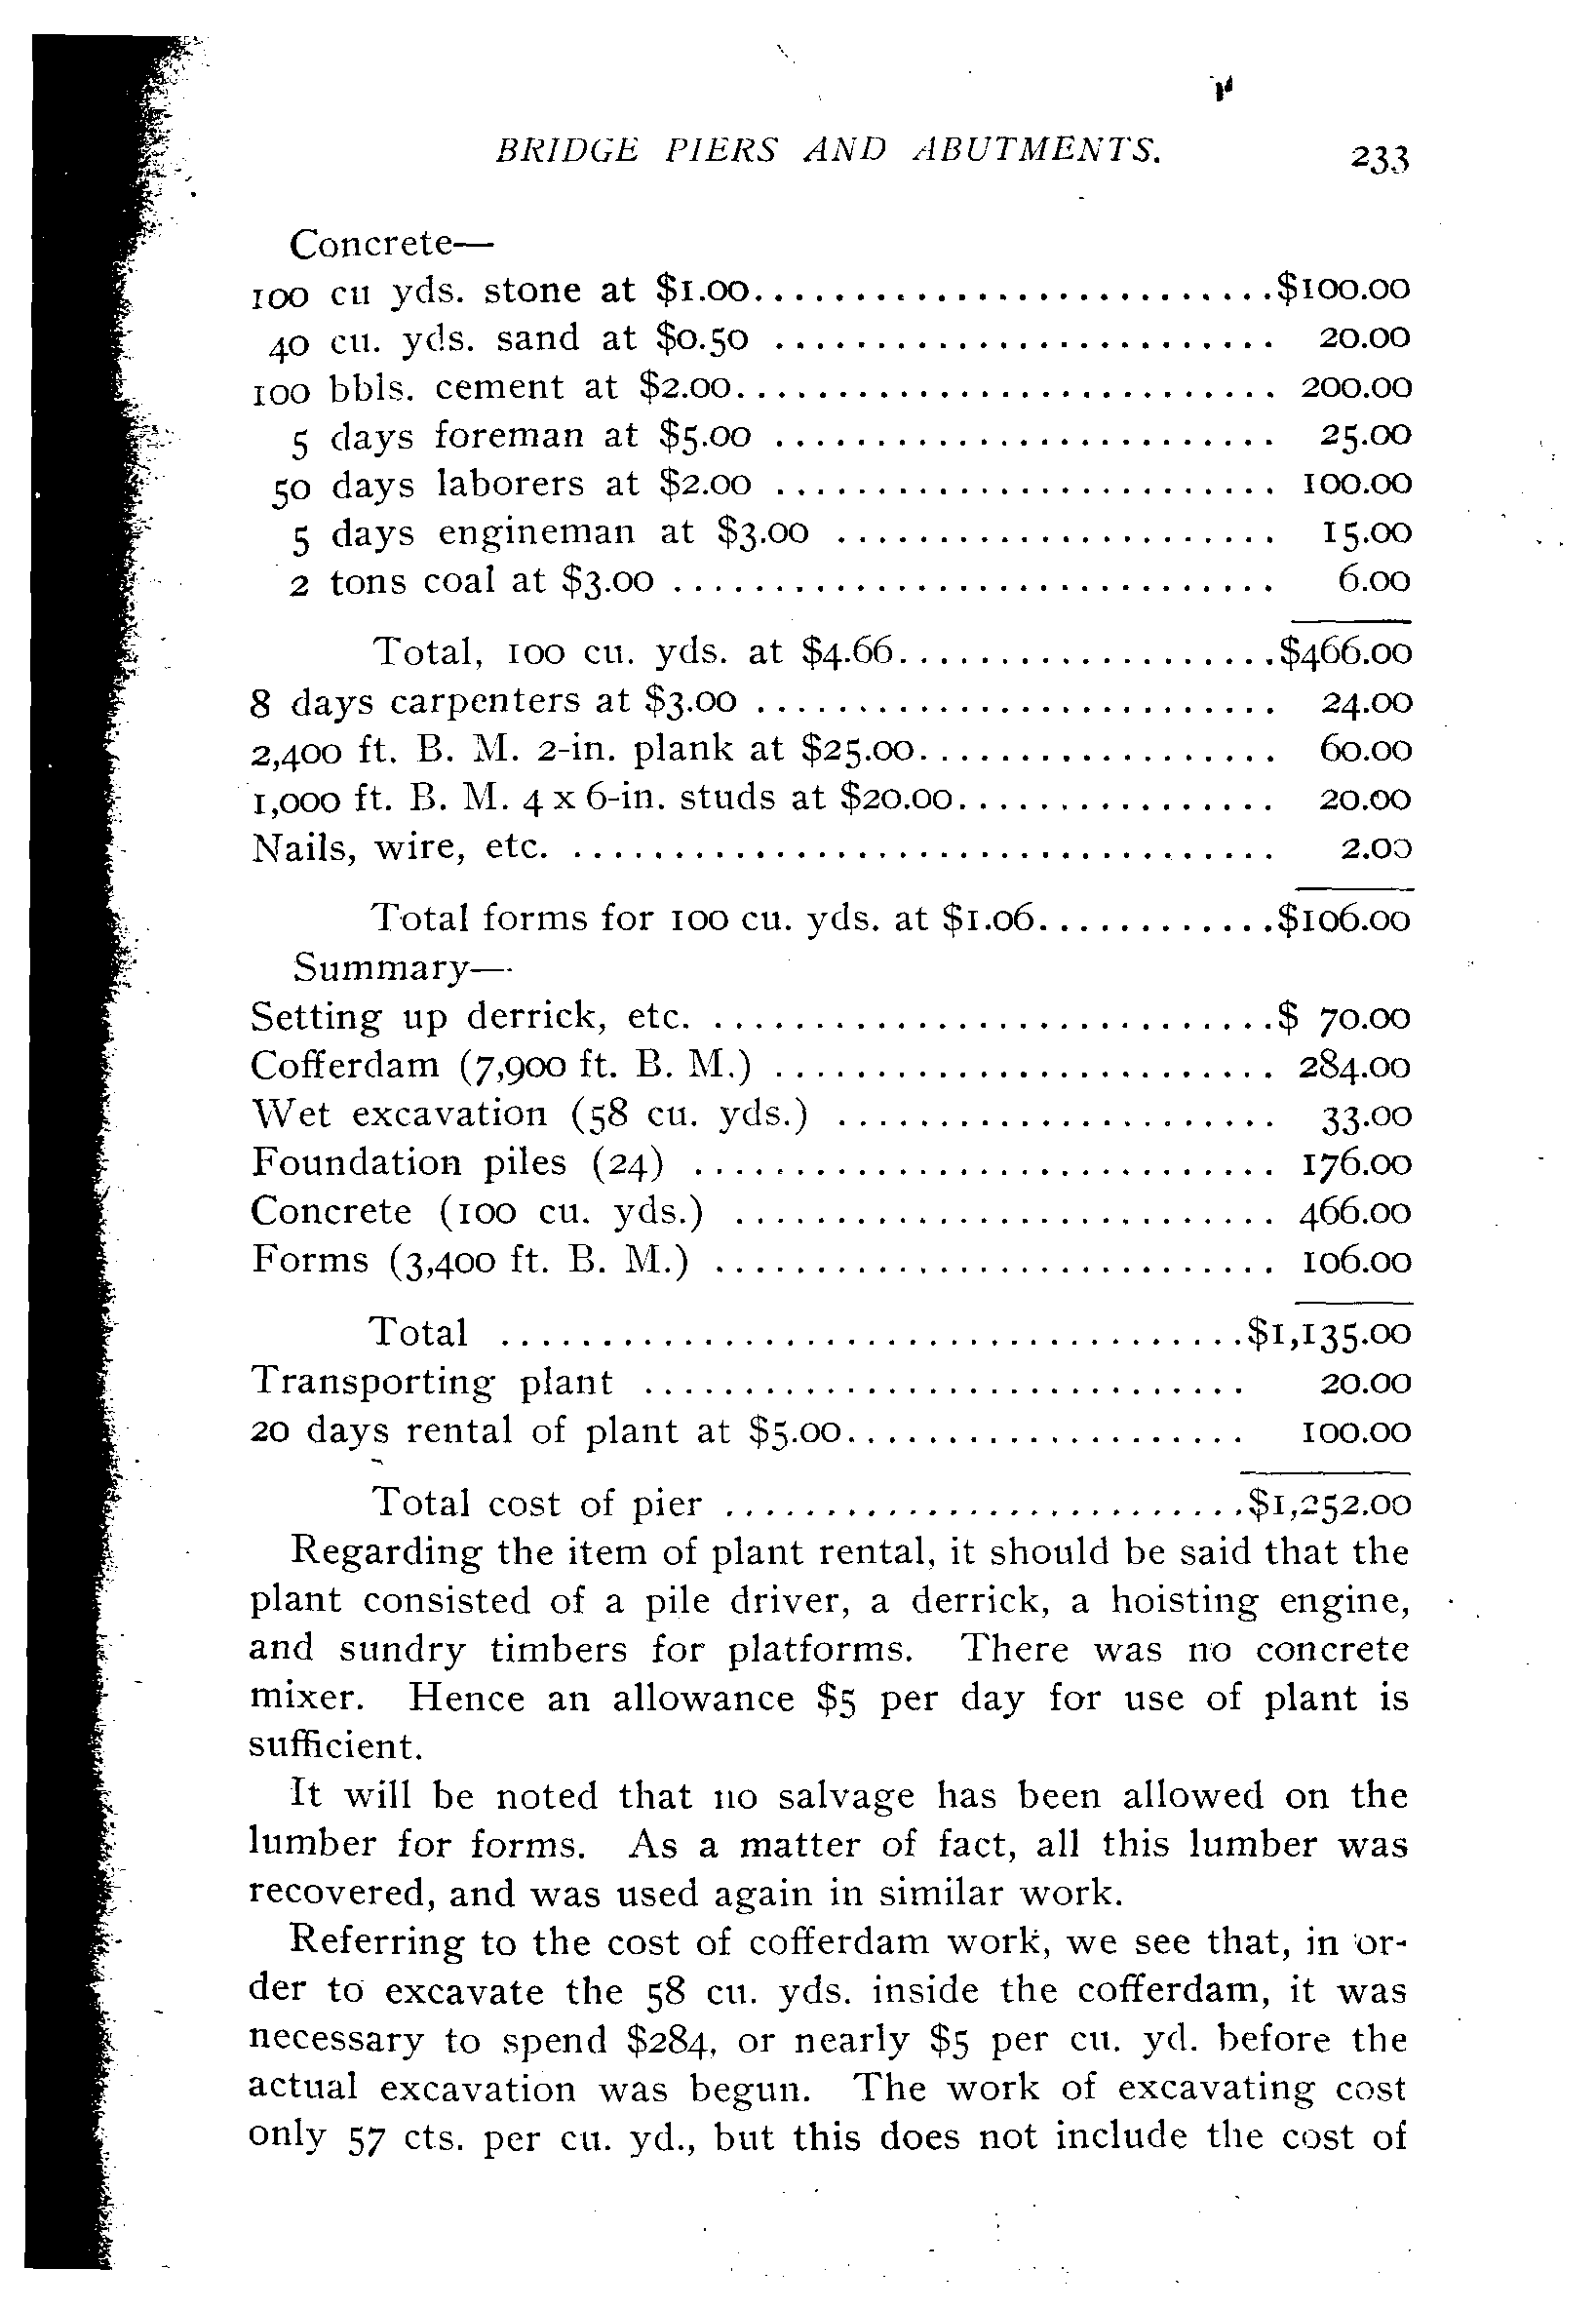 BRIDGE PIERS AND ABUTMENTS. 233
Concrete—
100 cu yds. stone at $1.00..........................$100.00
40 cu. yds. sand at $0.50 ......................... 20.00
100 bbls. cement at $2.00........................... 200.00
5 days foreman at $5.00 ......................... 25.00
50 days laborers at $2.00 ......................... 100.00
5 days engineman at $3.00 ...................... 15.00
2 tons coal at $3.00 .............................. 6.00
Total, 100 cu. yds. at $4.66...................$466.00
8 days carpenters at $3.00 .......................... 24.00
2,400 ft. B. M. 2-in. plank at $25.00.................. 60.00
1,000 ft. B. M. 4 x 6-in. studs at $20.00................ 20.00
Nails, wire, etc. ................................... 2.00
Total forms for 100 cu. yds. at $1.06............$106.00
Summary—
Setting up derrick, etc. ............................$ 70.00
Cofferdam (7,900 ft. B. M.) ......................... 284.00
Wet excavation (58 cu. yds.) ...................... 33.00
Foundation piles (24) ............................. 176.00
Concrete (100 cu. yds.) ........................... 466.00
Forms (3,400 ft. B. M.) ............................ 106.00
Total .....................................$1,135.00
Transporting plant .............................. 20.00
20 days rental of plant at $5.00.................... 100.00
Total cost of pier ..........................$1,252.00
Regarding the item of plant rental, it should be said that the
plant consisted of a pile driver, a derrick, a hoisting engine,
and sundry timbers for platforms. There was no concrete
mixer. Hence an allowance $5 per day for use of plant is
sufficient.
It will be noted that no salvage has been allowed on the
lumber for forms. As a matter of fact, all this lumber was
recovered, and was used again in similar work.
Referring to the cost of cofferdam work, we see that, in or-
der to excavate the 58 cu. yds. inside the cofferdam, it was
necessary to spend $284, or nearly $5 per cu. yd. before the
actual excavation was begun. The work of excavating cost
only 57 cts. per cu. yd., but this does not include the cost of